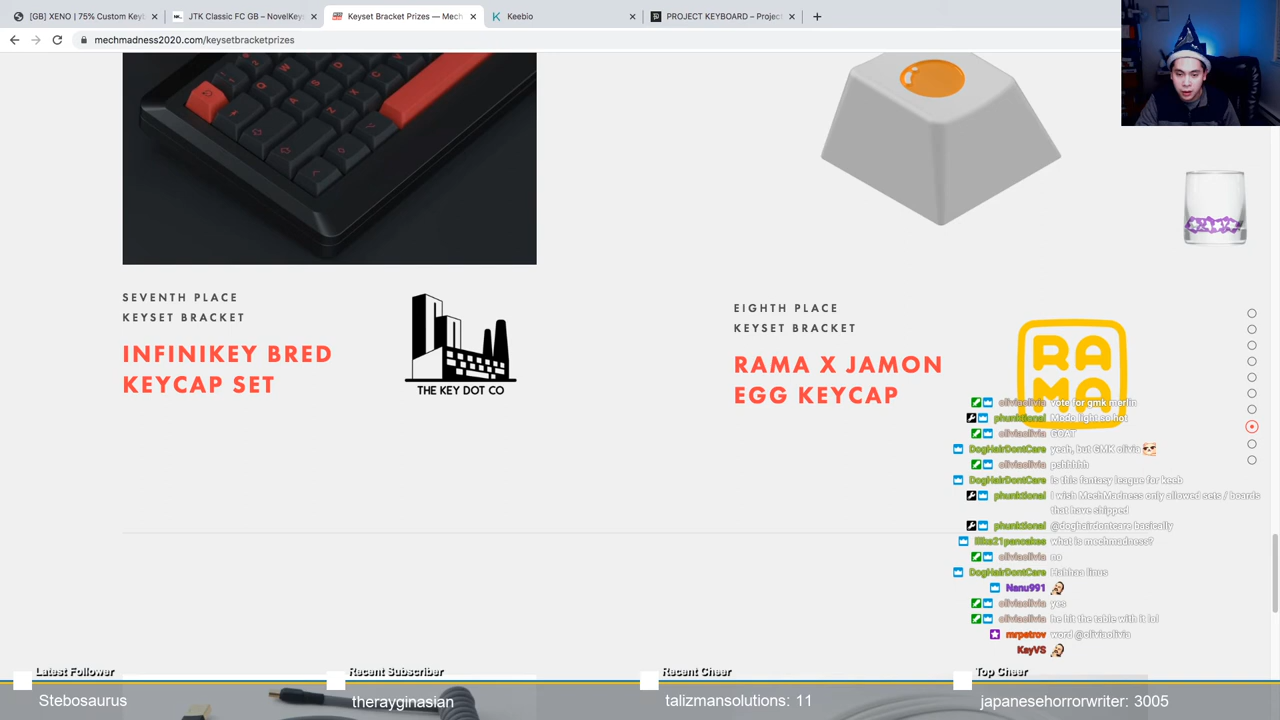 [GB] XENO | 75% Custom Key
JTK Classic FC GB – NovelKey
Keyset Bracket Prizes — Mech
Keebio
PROJECT KEYBOARD – Project
mechmadness2020.com/keysetbracketprizes
SEVENTH PLACE
KEYSET BRACKET
INFINIKEY BRED
KEYCAP SET
THE KEY DOT CO
EIGHTH PLACE
KEYSET BRACKET
RAMA X JAMON
EGG KEYCAP
RA
MA
oliviaolivia vote for gmk merlin
phunktional Modo light so hot
oliviaolivia GOAT
DogHairDontCare yeah, but GMK olivia
oliviaolivia pshhhhh
DogHairDontCare is this fantasy league for keeb
phunktional I wish MechMadness only allowed sets / boards
that have shipped
phunktional @doghairdontcare basically
iilike21pancakes what is mechmadness?
oliviaolivia no
DogHairDontCare Hahhaa linus
Nanu991
oliviaolivia yes
oliviaolivia he hit the table with it lol
mrpetrov word @oliviaolivia
KayVS
Latest Follower
Stebosaurus
Recent Subscriber
therayginasian
Recent Cheer
talizmansolutions: 11
Top Cheer
japanesehorrorwriter: 3005